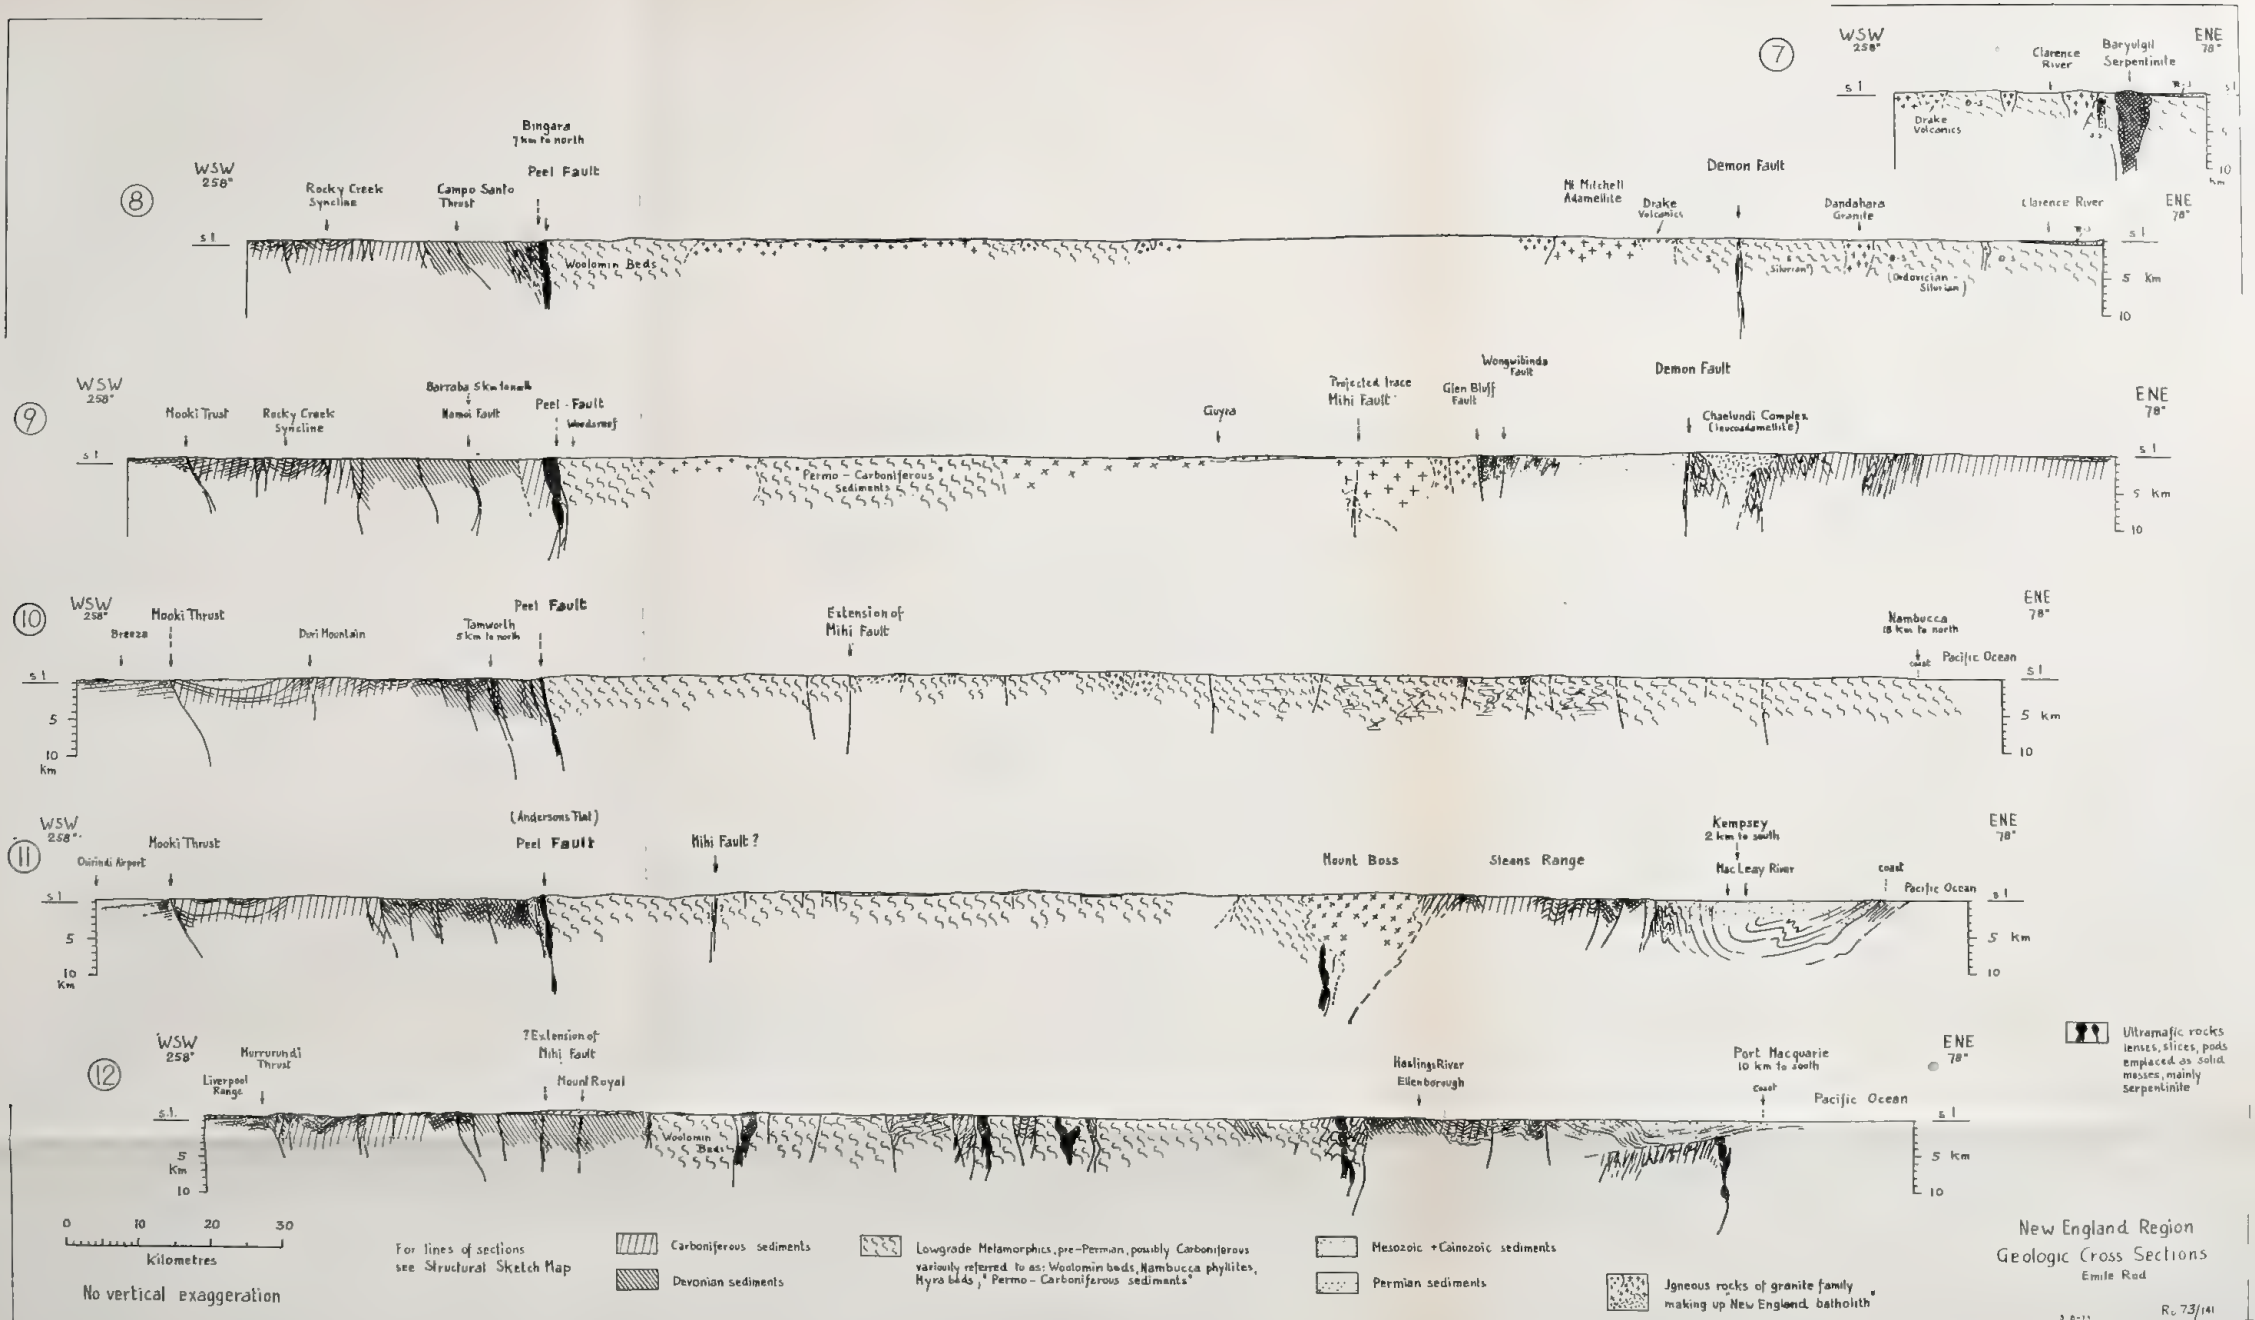 7
WSW
258°
Clarence
River
Baryulgil
Serpentinite
ENE
78°
s l
s l
Drake
Volcanics
O-S
5
10
km
8
WSW
258°
Rocky Creek
Syncline
Campo Santo
Thrust
Bingara
7 km to north
Peel Fault
Mt Mitchell
Adamellite
Drake
Volcanics
Demon Fault
Dandahara
Granite
Clarence River
ENE
78°
s l
s l
Woolomin Beds
S
S
Silurian?
O-S
(Ordovician -
Silurian)
O S
5 Km
10
9
WSW
258°
Mooki Trust
Rocky Creek
Syncline
Namoi Fault
Peel - Fault
Woodsreef
Guyra
Projected trace
Mihi Fault
Glen Bluff
Fault
Wongwibinda
Fault
Demon Fault
Chaelundi Complex
(leucoadamellite)
ENE
78°
s l
Permo - Carboniferous
Sediments
5 Km
10
10
WSW
258°
Breeza
Mooki Thrust
Duri Mountain
Tamworth
5 km to north
Peel Fault
Extension of
Mihi Fault
Nambucca
18 km to north
coast
Pacific Ocean
ENE
78°
s l
s l
5
10
Km
5 km
10
11
WSW
258°
Quirindi Airport
Mooki Thrust
(Andersons Flat)
Peel Fault
Mihi Fault ?
Mount Boss
Steans Range
Kempsey
2 km to south
MacLeay River
coast
Pacific Ocean
ENE
78°
s l
s l
5
10
Km
5 km
10
12
WSW
258°
Liverpool
Range
Murrurundi
Thrust
? Extension of
Mihi Fault
Mount Royal
Hastings River
Ellenborough
Port Macquarie
10 km to south
coast
Pacific Ocean
ENE
78°
s.l.
s l
Woolomin
Beds
5
Km
10
5 km
10
Ultramafic rocks
lenses, slices, pods
emplaced as solid
masses, mainly
serpentinite
0 10 20 30
Kilometres
No vertical exaggeration
For lines of sections
see Structural Sketch Map
Carboniferous sediments
Devonian sediments
Lowgrade Metamorphics, pre-Permian, possibly Carboniferous
variously referred to as: Woolomin beds, Nambucca phyllites,
Myra beds, "Permo - Carboniferous sediments"
Mesozoic + Cainozoic sediments
Permian sediments
Igneous rocks of granite family
making up "New England batholith"
New England Region
Geologic Cross Sections
Emile Rod
R. 73/141